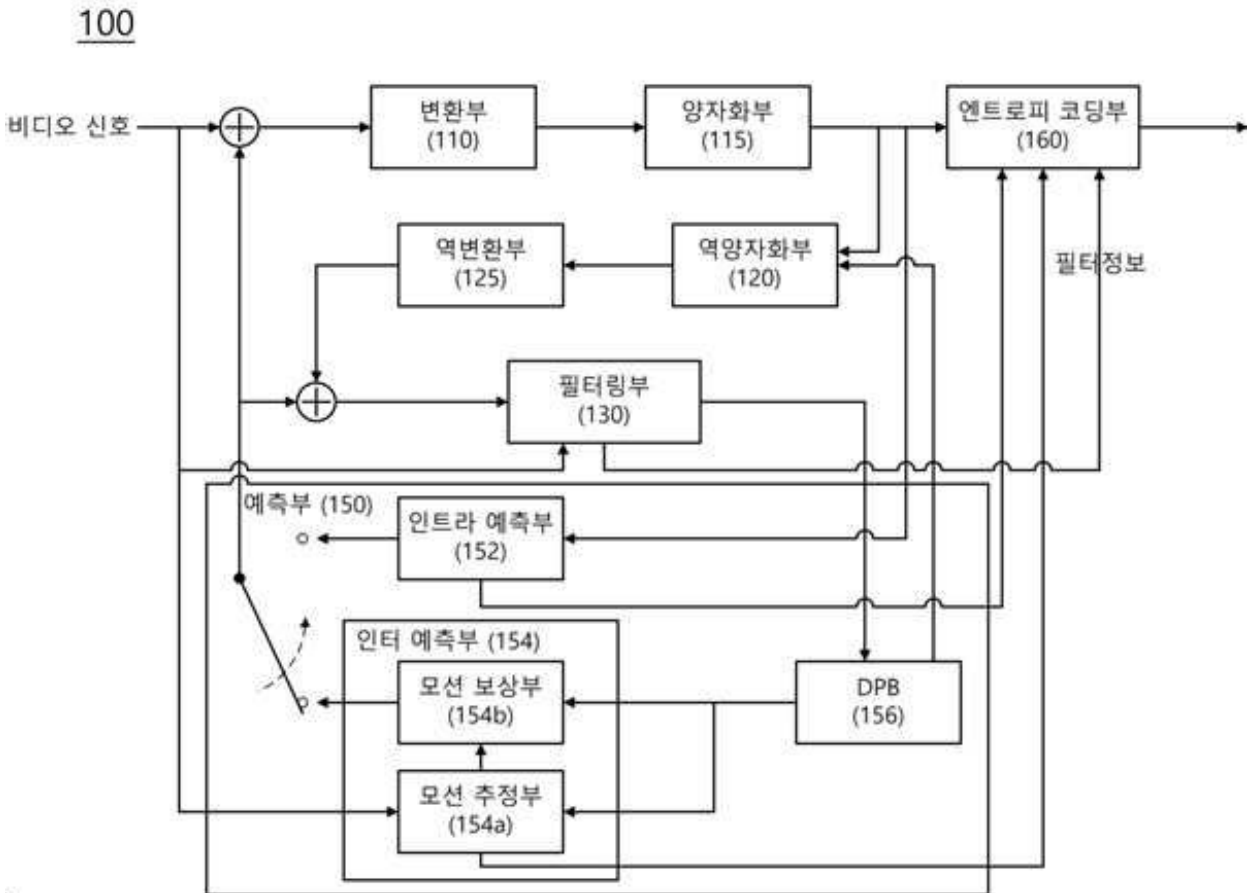 100
비디오 신호
변환부
(110)
양자화부
(115)
엔트로피 코딩부
(160)
역변환부
(125)
역양자화부
(120)
필터정보
필터링부
(130)
예측부 (150)
인트라 예측부
(152)
인터 예측부 (154)
모션 보상부
(154b)
DPB
(156)
모션 추정부
(154a)